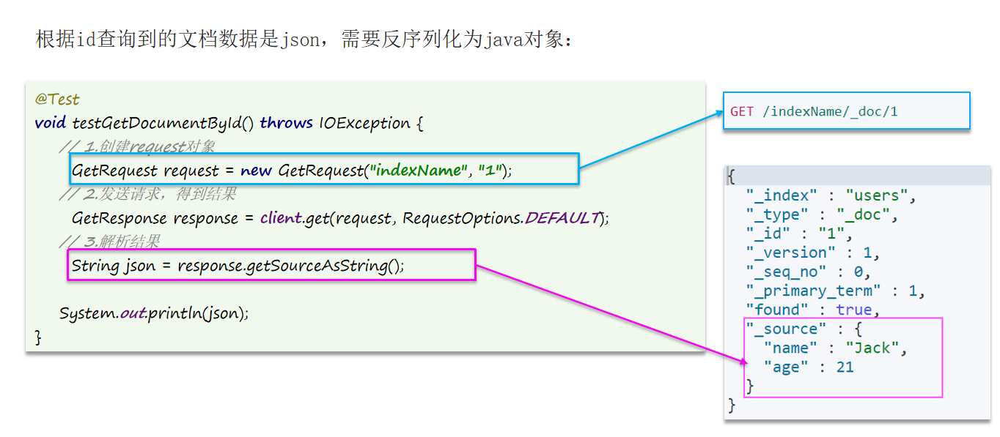 根据id查询到的文档数据是json，需要反序列化为java对象：
@Test
void testGetDocumentById() throws IOException {
// 1.创建request对象
GetRequest request = new GetRequest("indexName", "1");
// 2.发送请求，得到结果
GetResponse response = client.get(request, RequestOptions.DEFAULT);
// 3.解析结果
String json = response.getSourceAsString();
System.out.println(json);
}
GET /indexName/_doc/1
{
"_index" : "users",
"_type" : "_doc",
"_id" : "1",
"_version" : 1,
"_seq_no" : 0,
"_primary_term" : 1,
"found" : true,
"_source" : {
"name" : "Jack",
"age" : 21
}
}